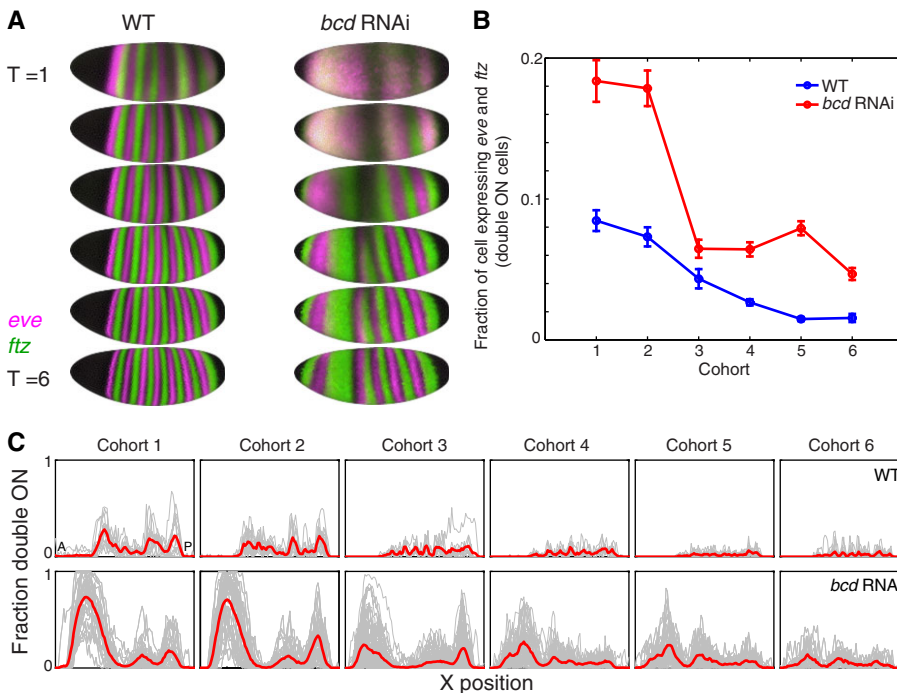 A
WT
bcd RNAi
T =1
eve
ftz
T =6
B
Fraction of cell expressing eve and ftz
(double ON cells)
0.2
0.1
0
WT
bcd RNAi
1 2 3 4 5 6
Cohort
C
Cohort 1 Cohort 2 Cohort 3 Cohort 4 Cohort 5 Cohort 6
Fraction double ON
1
0
A
P
WT
1
0
bcd RNA
X position